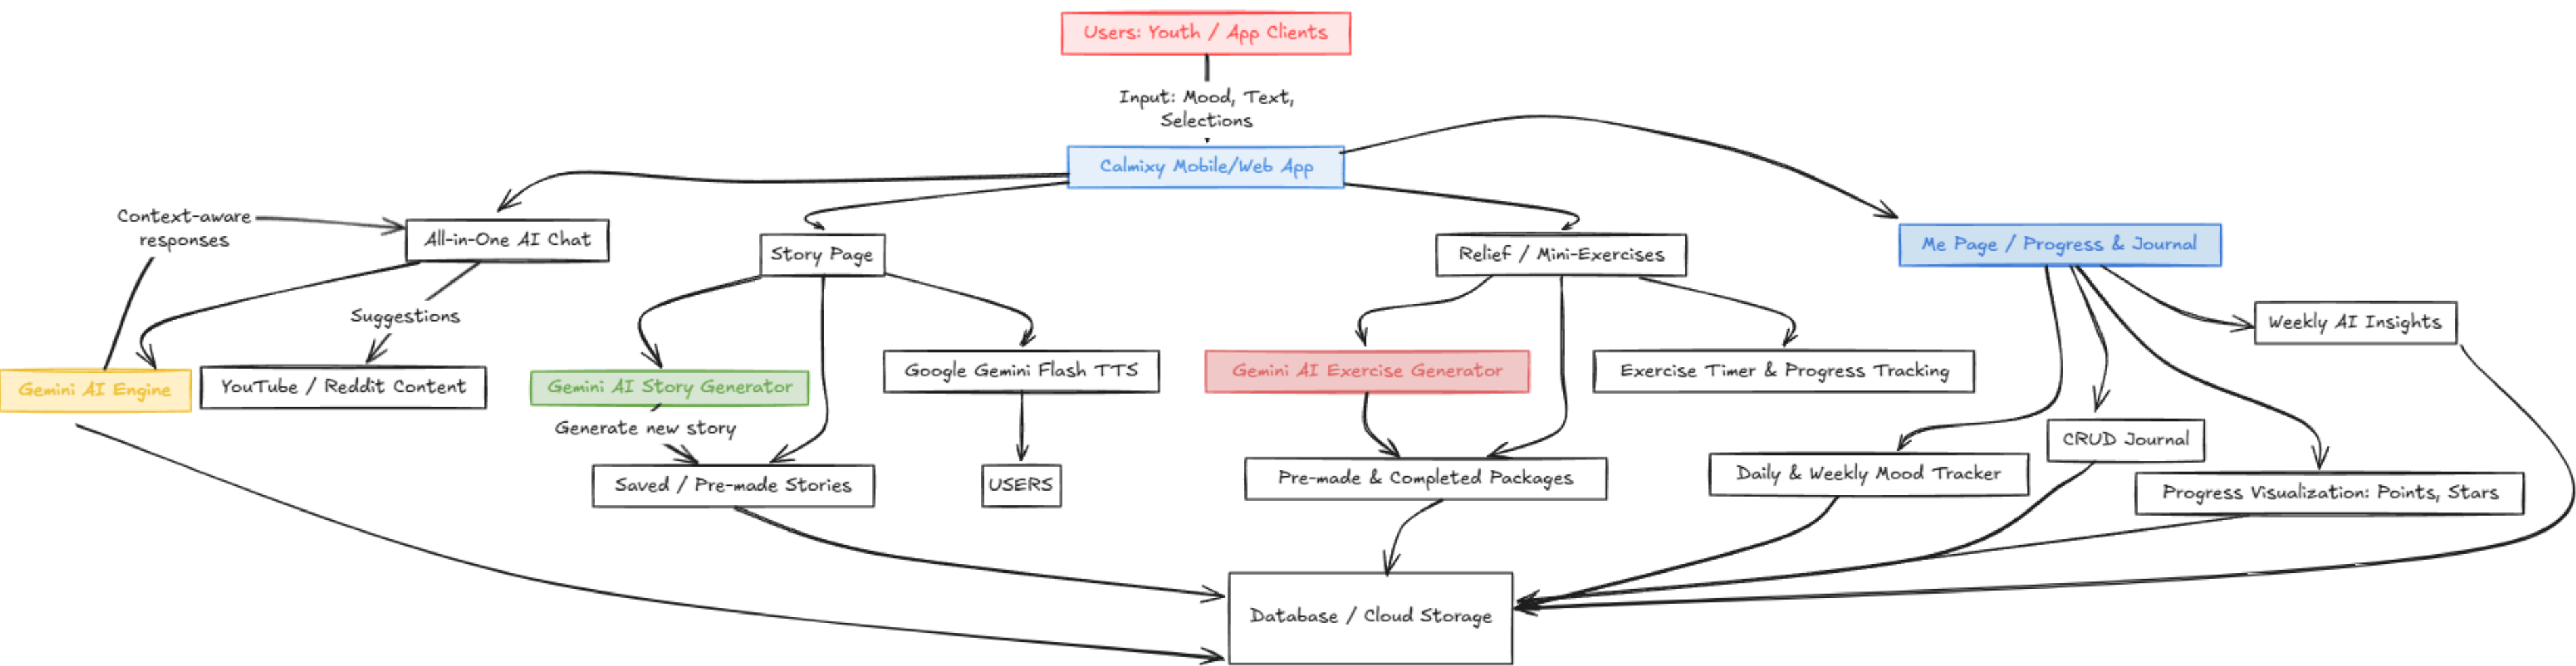 Users: Youth / App Clients
Input: Mood, Text,
Selections
Calmixy Mobile/Web App
Context-aware
responses
All-in-One AI Chat
Story Page
Relief / Mini-Exercises
Me Page / Progress & Journal
Suggestions
Weekly AI Insights
Gemini AI Engine
YouTube / Reddit Content
Gemini AI Story Generator
Google Gemini Flash TTS
Gemini AI Exercise Generator
Exercise Timer & Progress Tracking
Generate new story
CRUD Journal
Saved / Pre-made Stories
USERS
Pre-made & Completed Packages
Daily & Weekly Mood Tracker
Progress Visualization: Points, Stars
Database / Cloud Storage